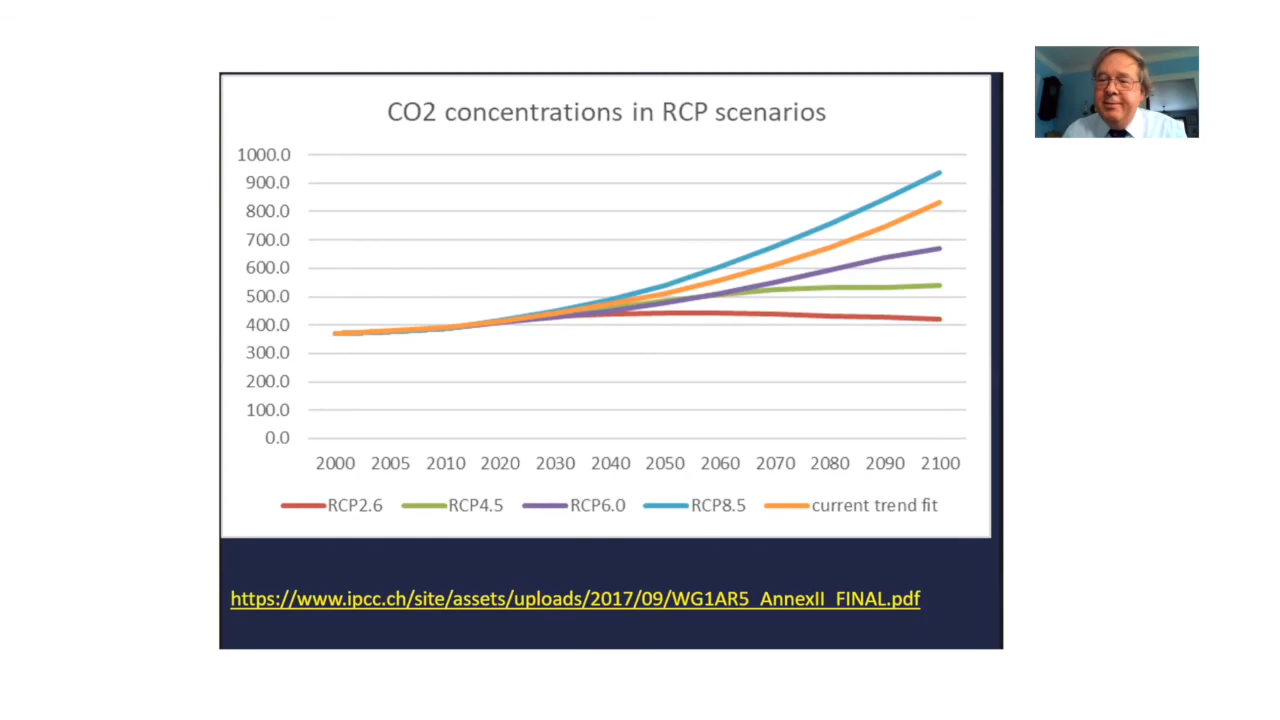 CO2 concentrations in RCP scenarios
1000.0
900.0
800.0
700.0
600.0
500.0
400.0
300.0
200.0
100.0
0.0
2000 2005 2010 2020 2030 2040 2050 2060 2070 2080 2090 2100
RCP2.6 RCP4.5 RCP6.0 RCP8.5 current trend fit
https://www.ipcc.ch/site/assets/uploads/2017/09/WG1AR5_AnnexII_FINAL.pdf